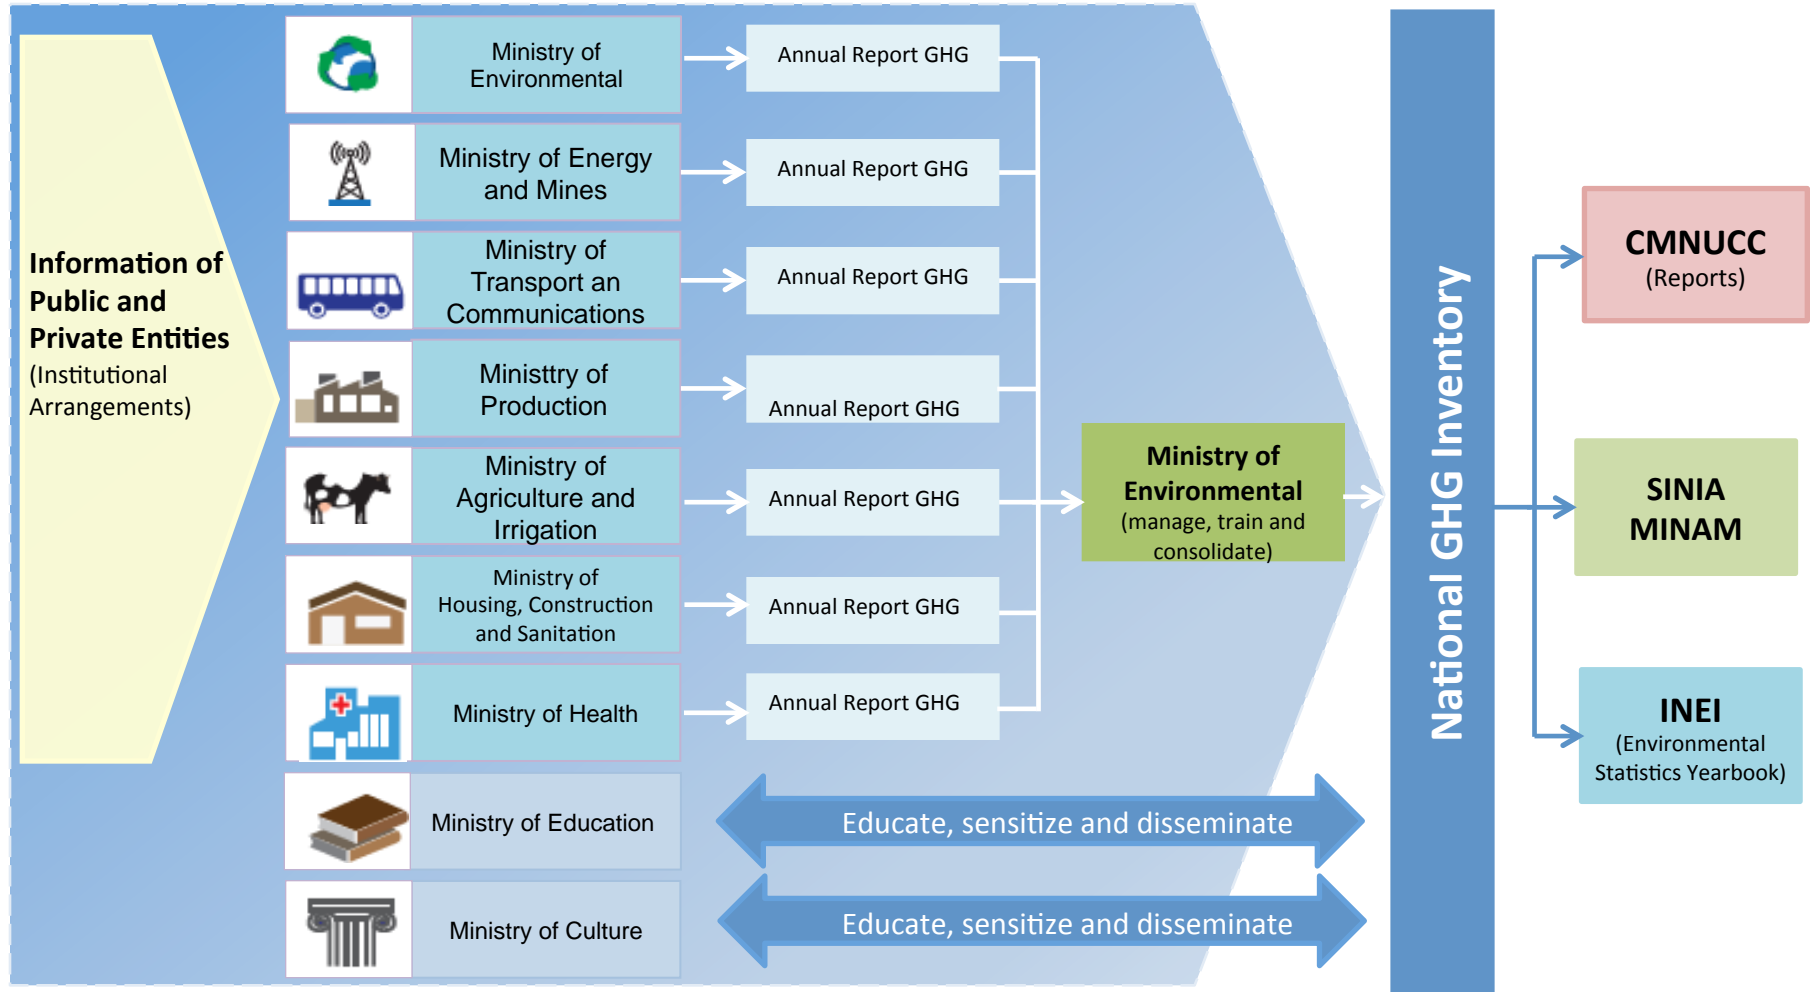 Information of
Public and
Private Entities
(Institutional
Arrangements)
Ministry of
Environmental
Annual Report GHG
Ministry of Energy
and Mines
Annual Report GHG
Ministry of
Transport an
Communications
Annual Report GHG
Ministtry of
Production
Annual Report GHG
Ministry of
Agriculture and
Irrigation
Annual Report GHG
Ministry of
Housing, Construction
and Sanitation
Annual Report GHG
Ministry of Health
Annual Report GHG
Ministry of Education
Educate, sensitize and disseminate
Ministry of Culture
Educate, sensitize and disseminate
Ministry of
Environmental
(manage, train and
consolidate)
National GHG Inventory
CMNUCC
(Reports)
SINIA
MINAM
INEI
(Environmental
Statistics Yearbook)